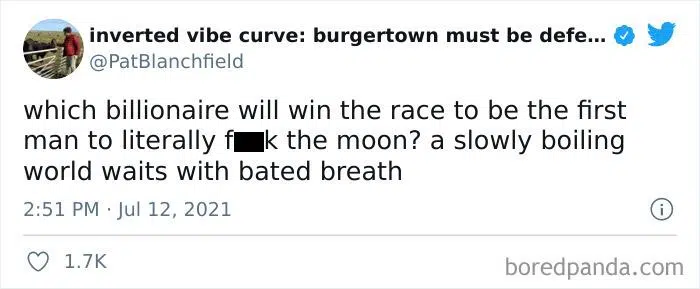 inverted vibe curve: burgertown must be defe...
@PatBlanchfield
which billionaire will win the race to be the first
man to literally f██k the moon? a slowly boiling
world waits with bated breath
2:51 PM · Jul 12, 2021
1.7K
boredpanda.com